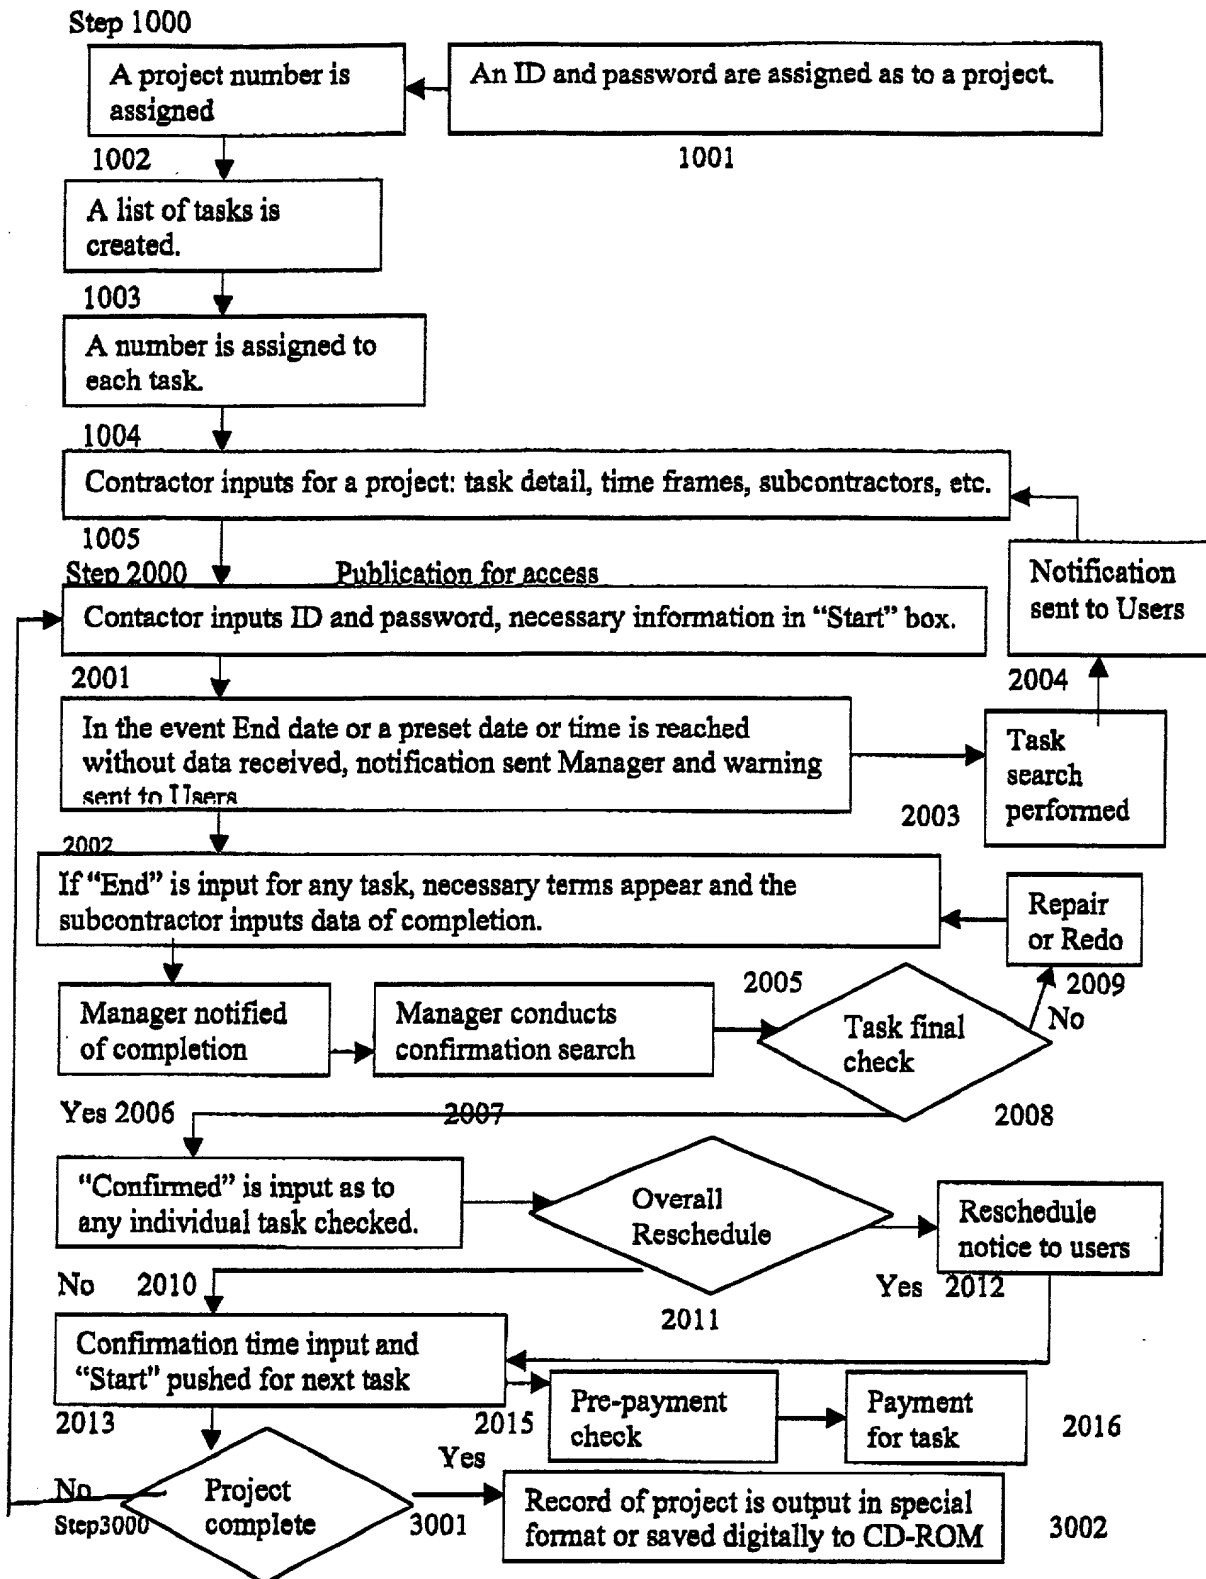 Step 1000
A project number is
assigned
An ID and password are assigned as to a project.
1002
1001
A list of tasks is
created.
1003
A number is assigned to
each task.
1004
Contractor inputs for a project: task detail, time frames, subcontractors, etc.
1005
Step 2000
Publication for access
Notification
sent to Users
Contactor inputs ID and password, necessary information in “Start” box.
2001
2004
In the event End date or a preset date or time is reached
without data received, notification sent Manager and warning
sent to Users
Task
search
performed
2003
2002
If “End” is input for any task, necessary terms appear and the
subcontractor inputs data of completion.
Repair
or Redo
2005
2009
Manager notified
of completion
Manager conducts
confirmation search
Task final
check
No
Yes 2006
2007
2008
“Confirmed” is input as to
any individual task checked.
Overall
Reschedule
Reschedule
notice to users
No
2010
Yes
2012
2011
Confirmation time input and
“Start” pushed for next task
Pre-payment
check
Payment
for task
2013
2015
2016
Yes
No
Project
complete
Record of project is output in special
format or saved digitally to CD-ROM
Step3000
3001
3002